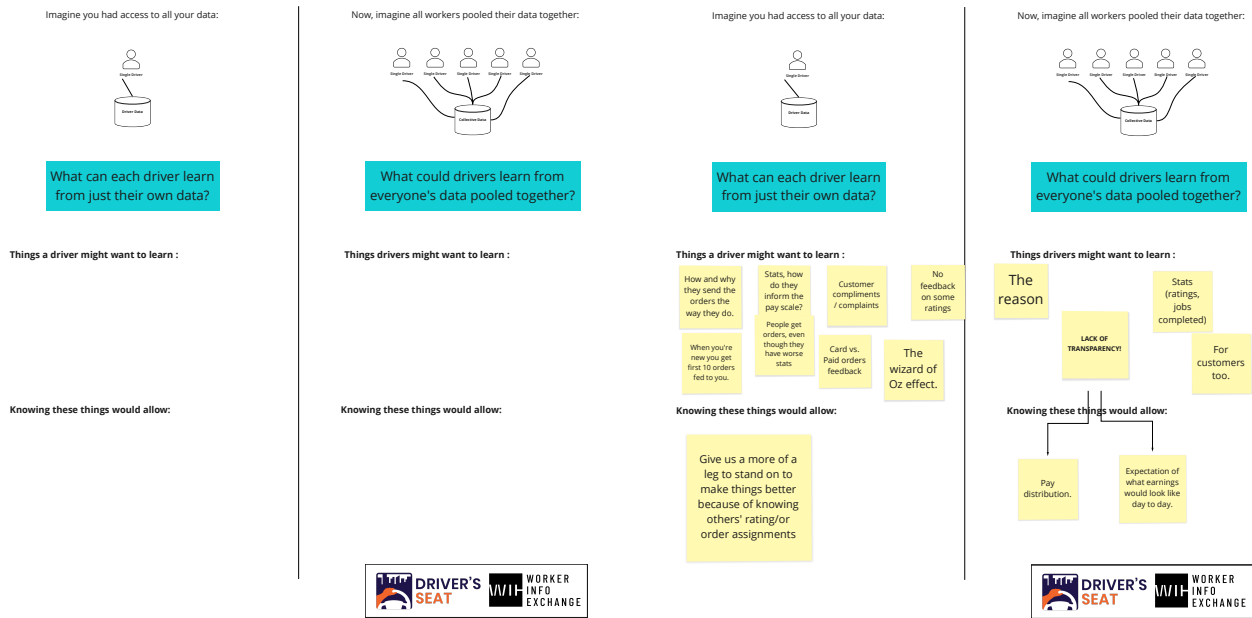 Imagine you had access to all your data:
Single Driver
Driver Data
What can each driver learn
from just their own data?
Things a driver might want to learn :
Knowing these things would allow:
Now, imagine all workers pooled their data together:
Single Driver
Single Driver
Single Driver
Single Driver
Single Driver
Collective Data
What could drivers learn from
everyone's data pooled together?
Things drivers might want to learn :
Knowing these things would allow:
DRIVER'S
SEAT
WIE
WORKER
INFO
EXCHANGE
Imagine you had access to all your data:
Single Driver
Driver Data
What can each driver learn
from just their own data?
Things a driver might want to learn :
How and why
they send the
orders the
way they do.
Stats, how
do they
inform the
pay scale?
Customer
compliments
/ complaints
No
feedback
on some
ratings
When you're
new you get
first 10 orders
fed to you.
People get
orders, even
though they
have worse
stats
Card vs.
Paid orders
feedback
The
wizard of
Oz effect.
Knowing these things would allow:
Give us a more of a
leg to stand on to
make things better
because of knowing
others' rating/or
order assignments
Now, imagine all workers pooled their data together:
Single Driver
Single Driver
Single Driver
Single Driver
Single Driver
Collective Data
What could drivers learn from
everyone's data pooled together?
Things drivers might want to learn :
The
reason
LACK OF
TRANSPARENCY!
Stats
(ratings,
jobs
completed)
For
customers
too.
Knowing these things would allow:
Pay
distribution.
Expectation of
what earnings
would look like
day to day.
DRIVER'S
SEAT
WIE
WORKER
INFO
EXCHANGE